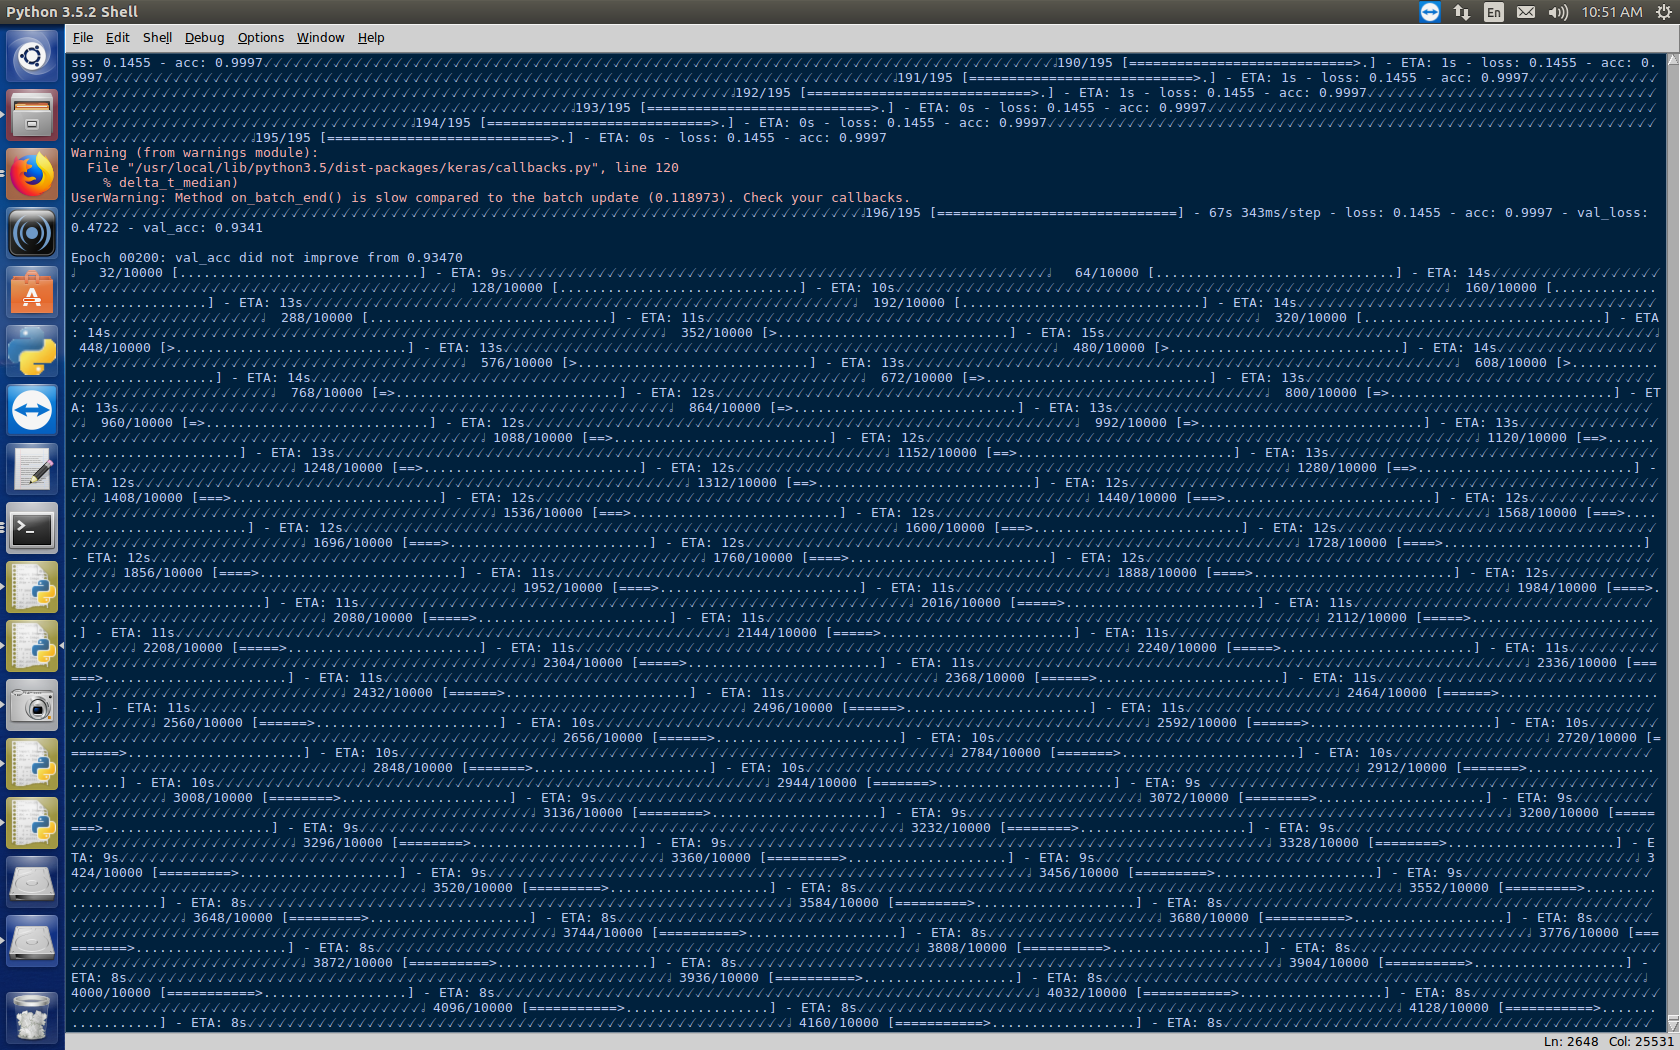 Python 3.5.2 Shell
En
10:51 AM
File Edit Shell Debug Options Window Help
ss: 0.1455 - acc: 0.9997 190/195 [============================>.] - ETA: 1s - loss: 0.1455 - acc: 0.
9997 191/195 [============================>.] - ETA: 1s - loss: 0.1455 - acc: 0.9997
192/195 [============================>.] - ETA: 1s - loss: 0.1455 - acc: 0.9997
193/195 [============================>.] - ETA: 0s - loss: 0.1455 - acc: 0.9997
194/195 [============================>.] - ETA: 0s - loss: 0.1455 - acc: 0.9997
195/195 [============================>.] - ETA: 0s - loss: 0.1455 - acc: 0.9997
Warning (from warnings module):
File "/usr/local/lib/python3.5/dist-packages/keras/callbacks.py", line 120
% delta_t_median)
UserWarning: Method on_batch_end() is slow compared to the batch update (0.118973). Check your callbacks.
196/195 [==============================] - 67s 343ms/step - loss: 0.1455 - acc: 0.9997 - val_loss:
0.4722 - val_acc: 0.9341
Epoch 00200: val_acc did not improve from 0.93470
32/10000 [..............................] - ETA: 9s 64/10000 [..............................] - ETA: 14s
128/10000 [..............................] - ETA: 10s 160/10000 [.............
.................] - ETA: 13s 192/10000 [..............................] - ETA: 14s
288/10000 [..............................] - ETA: 11s 320/10000 [..............................] - ETA
: 14s 352/10000 [>.............................] - ETA: 15s
448/10000 [>.............................] - ETA: 13s 480/10000 [>.............................] - ETA: 14s
576/10000 [>.............................] - ETA: 13s 608/10000 [>...........
..................] - ETA: 14s 672/10000 [=>............................] - ETA: 13s
768/10000 [=>............................] - ETA: 12s 800/10000 [=>............................] - ET
A: 13s 864/10000 [=>............................] - ETA: 13s
960/10000 [=>............................] - ETA: 12s 992/10000 [=>............................] - ETA: 13s
1088/10000 [==>...........................] - ETA: 12s 1120/10000 [==>......
.....................] - ETA: 13s 1152/10000 [==>...........................] - ETA: 13s
1248/10000 [==>...........................] - ETA: 12s 1280/10000 [==>...........................] -
ETA: 12s 1312/10000 [==>...........................] - ETA: 12s
1408/10000 [===>..........................] - ETA: 12s 1440/10000 [===>..........................] - ETA: 12s
1536/10000 [===>..........................] - ETA: 12s 1568/10000 [===>....
......................] - ETA: 12s 1600/10000 [===>..........................] - ETA: 12s
1696/10000 [====>.........................] - ETA: 12s 1728/10000 [====>.........................]
- ETA: 12s 1760/10000 [====>.........................] - ETA: 12s
1856/10000 [====>.........................] - ETA: 11s 1888/10000 [====>.........................] - ETA: 12s
1952/10000 [====>.........................] - ETA: 11s 1984/10000 [====>.
........................] - ETA: 11s 2016/10000 [=====>........................] - ETA: 11s
2080/10000 [=====>........................] - ETA: 11s 2112/10000 [=====>.......................
.] - ETA: 11s 2144/10000 [=====>........................] - ETA: 11s
2208/10000 [=====>........................] - ETA: 11s 2240/10000 [=====>........................] - ETA: 11s
2304/10000 [=====>........................] - ETA: 11s 2336/10000 [===
====>.......................] - ETA: 11s 2368/10000 [======>.......................] - ETA: 11s
2432/10000 [======>.......................] - ETA: 11s 2464/10000 [======>....................
...] - ETA: 11s 2496/10000 [======>.......................] - ETA: 11s
2560/10000 [======>.......................] - ETA: 10s 2592/10000 [======>.......................] - ETA: 10s
2656/10000 [======>.......................] - ETA: 10s 2720/10000 [=
======>......................] - ETA: 10s 2784/10000 [=======>......................] - ETA: 10s
2848/10000 [=======>......................] - ETA: 10s 2912/10000 [=======>................
......] - ETA: 10s 2944/10000 [=======>......................] - ETA: 9s
3008/10000 [========>.....................] - ETA: 9s 3072/10000 [========>.....................] - ETA: 9s
3136/10000 [========>.....................] - ETA: 9s 3200/10000 [=====
===>.....................] - ETA: 9s 3232/10000 [========>.....................] - ETA: 9s
3296/10000 [========>.....................] - ETA: 9s 3328/10000 [========>.....................] - E
TA: 9s 3360/10000 [=========>....................] - ETA: 9s 3
424/10000 [=========>....................] - ETA: 9s 3456/10000 [=========>....................] - ETA: 9s
3520/10000 [=========>....................] - ETA: 8s 3552/10000 [=========>.........
...........] - ETA: 8s 3584/10000 [=========>....................] - ETA: 8s
3648/10000 [=========>....................] - ETA: 8s 3680/10000 [==========>...................] - ETA: 8s
3744/10000 [==========>...................] - ETA: 8s 3776/10000 [===
=======>...................] - ETA: 8s 3808/10000 [==========>...................] - ETA: 8s
3872/10000 [==========>...................] - ETA: 8s 3904/10000 [==========>...................] -
ETA: 8s 3936/10000 [==========>...................] - ETA: 8s
4000/10000 [===========>..................] - ETA: 8s 4032/10000 [===========>..................] - ETA: 8s
4096/10000 [===========>..................] - ETA: 8s 4128/10000 [===========>.......
...........] - ETA: 8s 4160/10000 [===========>..................] - ETA: 8s
Ln: 2648 Col: 25531